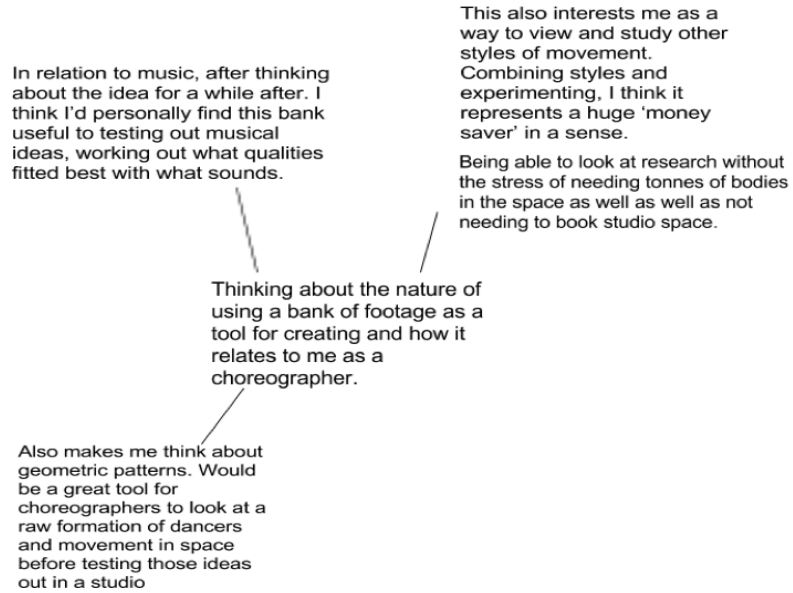 This also interests me as a
way to view and study other
styles of movement.
Combining styles and
experimenting, I think it
represents a huge ‘money
saver’ in a sense.
Being able to look at research without
the stress of needing tonnes of bodies
in the space as well as well as not
needing to book studio space.
In relation to music, after thinking
about the idea for a while after. I
think I’d personally find this bank
useful to testing out musical
ideas, working out what qualities
fitted best with what sounds.
Thinking about the nature of
using a bank of footage as a
tool for creating and how it
relates to me as a
choreographer.
Also makes me think about
geometric patterns. Would
be a great tool for
choreographers to look at a
raw formation of dancers
and movement in space
before testing those ideas
out in a studio